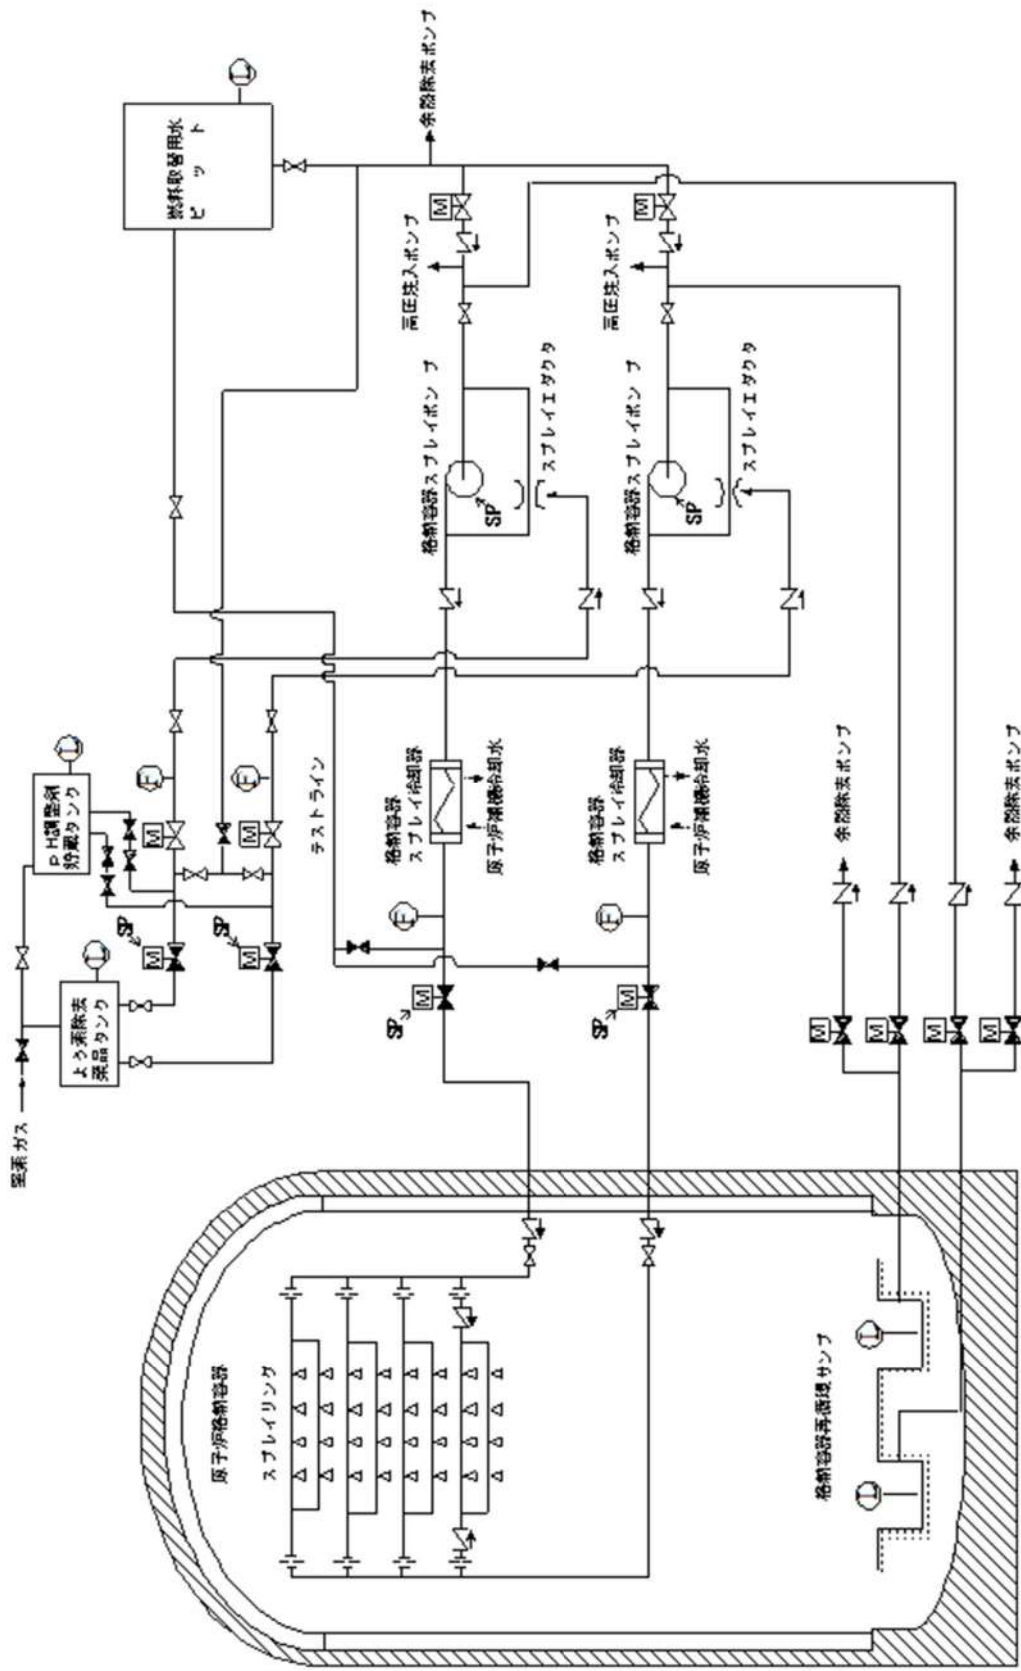 窒素ガス
よう素除去
薬品タンク
pH調整剤
貯蔵タンク
燃料取替用水
ピット
L
L
L
SP
SP
M
M
M
M
F
F
テストライン
余熱除去ポンプ
原子炉格納容器
スプレイリング
SP
M
F
格納容器
スプレイ冷却器
原子炉補機冷却水
格納容器スプレイポンプ
SP
スプレイエダクタ
高圧注入ポンプ
M
SP
M
F
格納容器
スプレイ冷却器
原子炉補機冷却水
格納容器スプレイポンプ
SP
スプレイエダクタ
高圧注入ポンプ
M
格納容器再循環サンプ
L
L
M
M
M
M
余熱除去ポンプ
余熱除去ポンプ